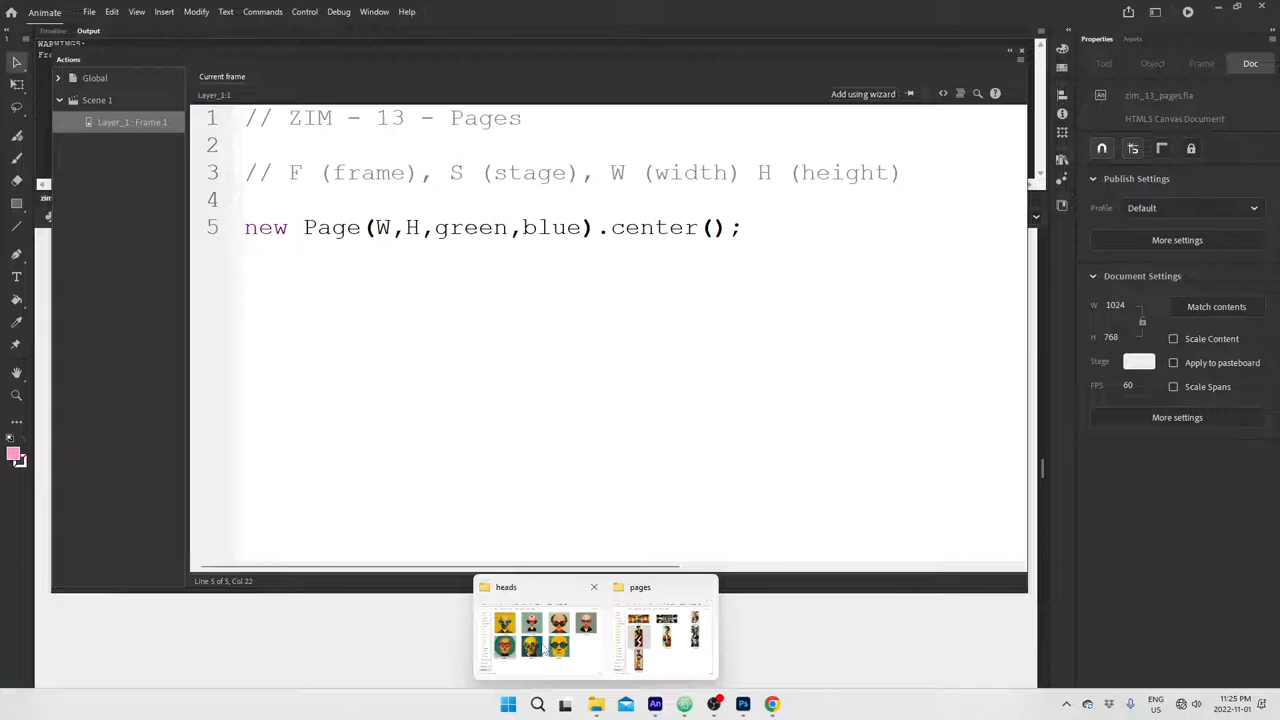 Animate File Edit View Insert Modify Text Commands Control Debug Window Help
Timeline Output
WARNINGS:
Actions
Global
Scene 1
Layer_1:Frame 1
Current frame
Layer_1:1
Add using wizard
1 // ZIM - 13 - Pages
2
3 // F (frame), S (stage), W (width) H (height)
4
5 new Page(W,H,green,blue).center();
Line 5 of 5, Col 22
Properties Assets
Tool Object Frame Doc
An zim_13_pages.fla
HTML5 Canvas Document
Publish Settings
Profile Default
More settings
Document Settings
W 1024 Match contents
H 768 Scale Content
Stage Apply to pasteboard
FPS 60 Scale Spans
More settings
heads
pages
An
Ps
ENG
US
11:25 PM
2022-11-01